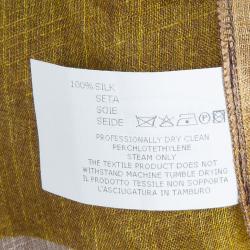 100% SILK
SETA
SOIE
SEIDE
PROFESSIONALLY DRY CLEAN
PERCHLOTETHYLENE
STEAM ONLY
THE TEXTILE PRODUCT DOES NOT
WITHSTAND MACHINE TUMBLE DRYING
IL PRODOTTO TESSILE NON SOPPORTA
L'ASCIUGATURA IN TAMBURO